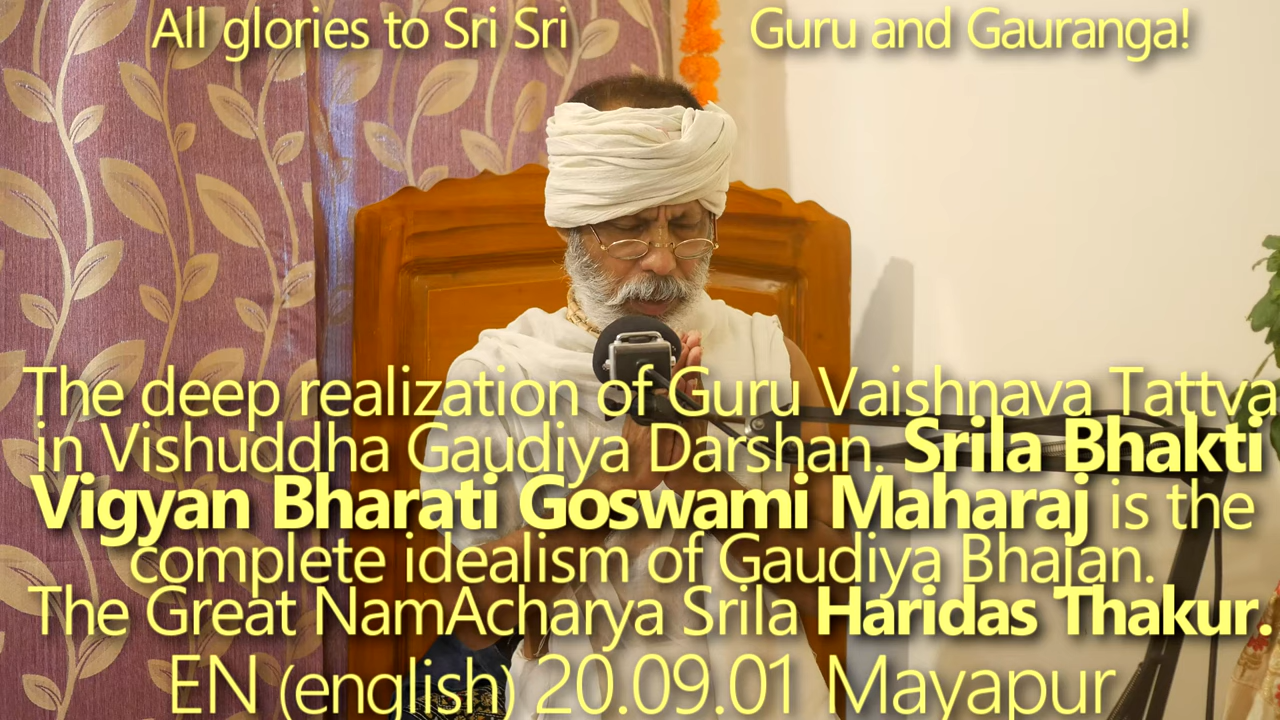 All glories to Sri Sri Guru and Gauranga!
The deep realization of Guru Vaishnava Tattva
in Vishuddha Gaudiya Darshan. Srila Bhakti
Vigyan Bharati Goswami Maharaj is the
complete idealism of Gaudiya Bhajan.
The Great NamAcharya Srila Haridas Thakur.
EN (english) 20.09.01 Mayapur